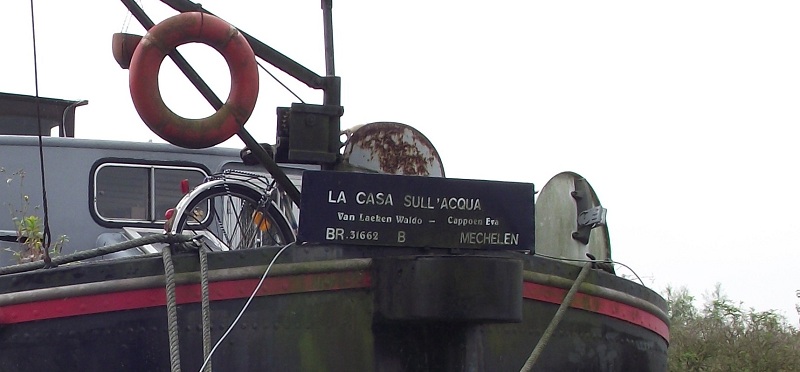 LA CASA SULL'ACQUA
Van Laeken Waldo - Cappoen Eva
BR.31662 B MECHELEN